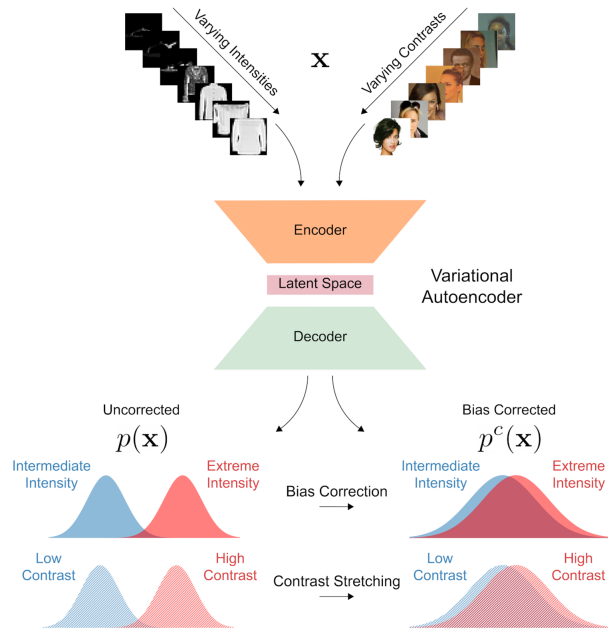 Varying Intensities
x
Varying Contrasts
Encoder
Latent Space
Variational
Autoencoder
Decoder
Uncorrected
p(x)
Bias Corrected
p^c(x)
Intermediate
Intensity
Extreme
Intensity
Bias Correction
Intermediate
Intensity
Extreme
Intensity
Low
Contrast
High
Contrast
Contrast Stretching
Low
Contrast
High
Contrast